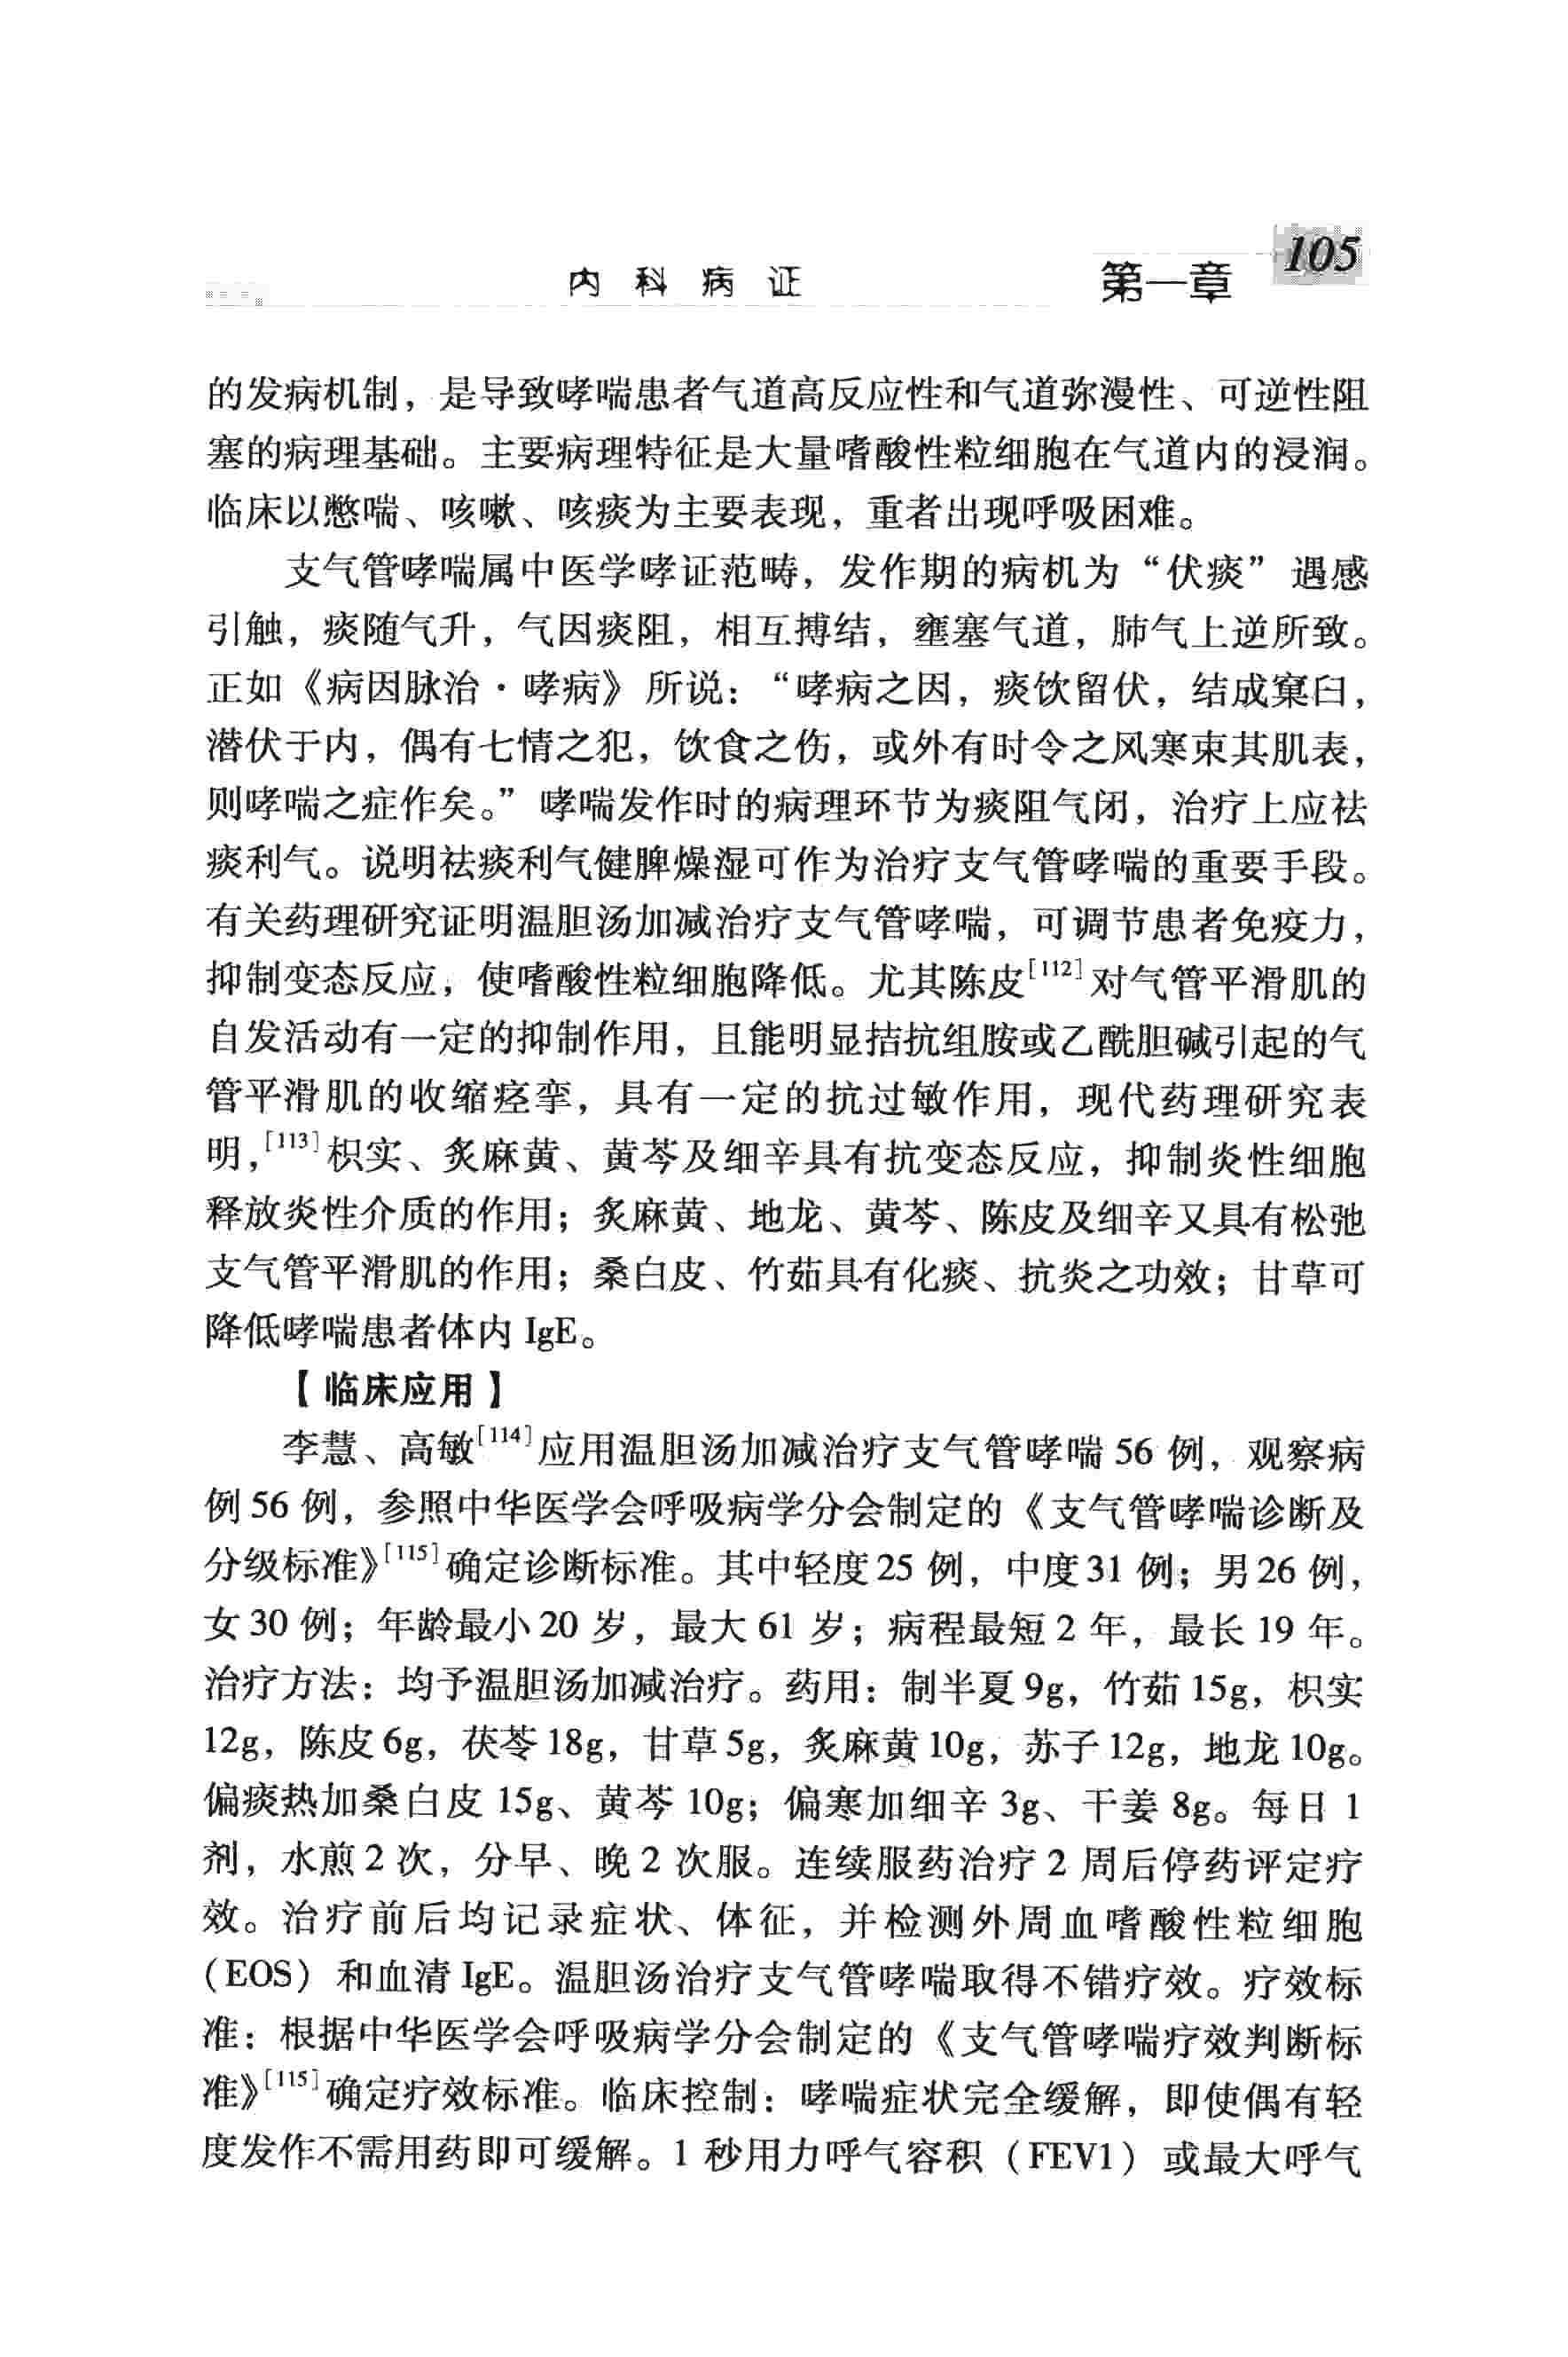 内科病证
第一章
105
的发病机制，是导致哮喘患者气道高反应性和气道弥漫性、可逆性阻
塞的病理基础。主要病理特征是大量嗜酸性粒细胞在气道内的浸润。
临床以憋喘、咳嗽、咳痰为主要表现，重者出现呼吸困难。
支气管哮喘属中医学哮证范畴，发作期的病机为“伏痰”遇感
引触，痰随气升，气因痰阻，相互搏结，壅塞气道，肺气上逆所致。
正如《病因脉治·哮病》所说：“哮病之因，痰饮留伏，结成窠臼，
潜伏于内，偶有七情之犯，饮食之伤，或外有时令之风寒束其肌表，
则哮喘之症作矣。”哮喘发作时的病理环节为痰阻气闭，治疗上应祛
痰利气。说明祛痰利气健脾燥湿可作为治疗支气管哮喘的重要手段。
有关药理研究证明温胆汤加减治疗支气管哮喘，可调节患者免疫力，
抑制变态反应，使嗜酸性粒细胞降低。尤其陈皮[112]对气管平滑肌的
自发活动有一定的抑制作用，且能明显拮抗组胺或乙酰胆碱引起的气
管平滑肌的收缩痉挛，具有一定的抗过敏作用，现代药理研究表
明，[113]枳实、炙麻黄、黄芩及细辛具有抗变态反应，抑制炎性细胞
释放炎性介质的作用；炙麻黄、地龙、黄芩、陈皮及细辛又具有松弛
支气管平滑肌的作用；桑白皮、竹茹具有化痰、抗炎之功效；甘草可
降低哮喘患者体内 IgE。
【临床应用】
李慧、高敏[114]应用温胆汤加减治疗支气管哮喘 56 例，观察病
例 56 例，参照中华医学会呼吸病学分会制定的《支气管哮喘诊断及
分级标准》[115]确定诊断标准。其中轻度 25 例，中度 31 例；男 26 例，
女 30 例；年龄最小 20 岁，最大 61 岁；病程最短 2 年，最长 19 年。
治疗方法：均予温胆汤加减治疗。药用：制半夏 9g，竹茹 15g，枳实
12g，陈皮 6g，茯苓 18g，甘草 5g，炙麻黄 10g，苏子 12g，地龙 10g。
偏痰热加桑白皮 15g、黄芩 10g；偏寒加细辛 3g、干姜 8g。每日 1
剂，水煎 2 次，分早、晚 2 次服。连续服药治疗 2 周后停药评定疗
效。治疗前后均记录症状、体征，并检测外周血嗜酸性粒细胞
（EOS）和血清 IgE。温胆汤治疗支气管哮喘取得不错疗效。疗效标
准：根据中华医学会呼吸病学分会制定的《支气管哮喘疗效判断标
准》[115]确定疗效标准。临床控制：哮喘症状完全缓解，即使偶有轻
度发作不需用药即可缓解。1 秒用力呼气容积（FEV1）或最大呼气